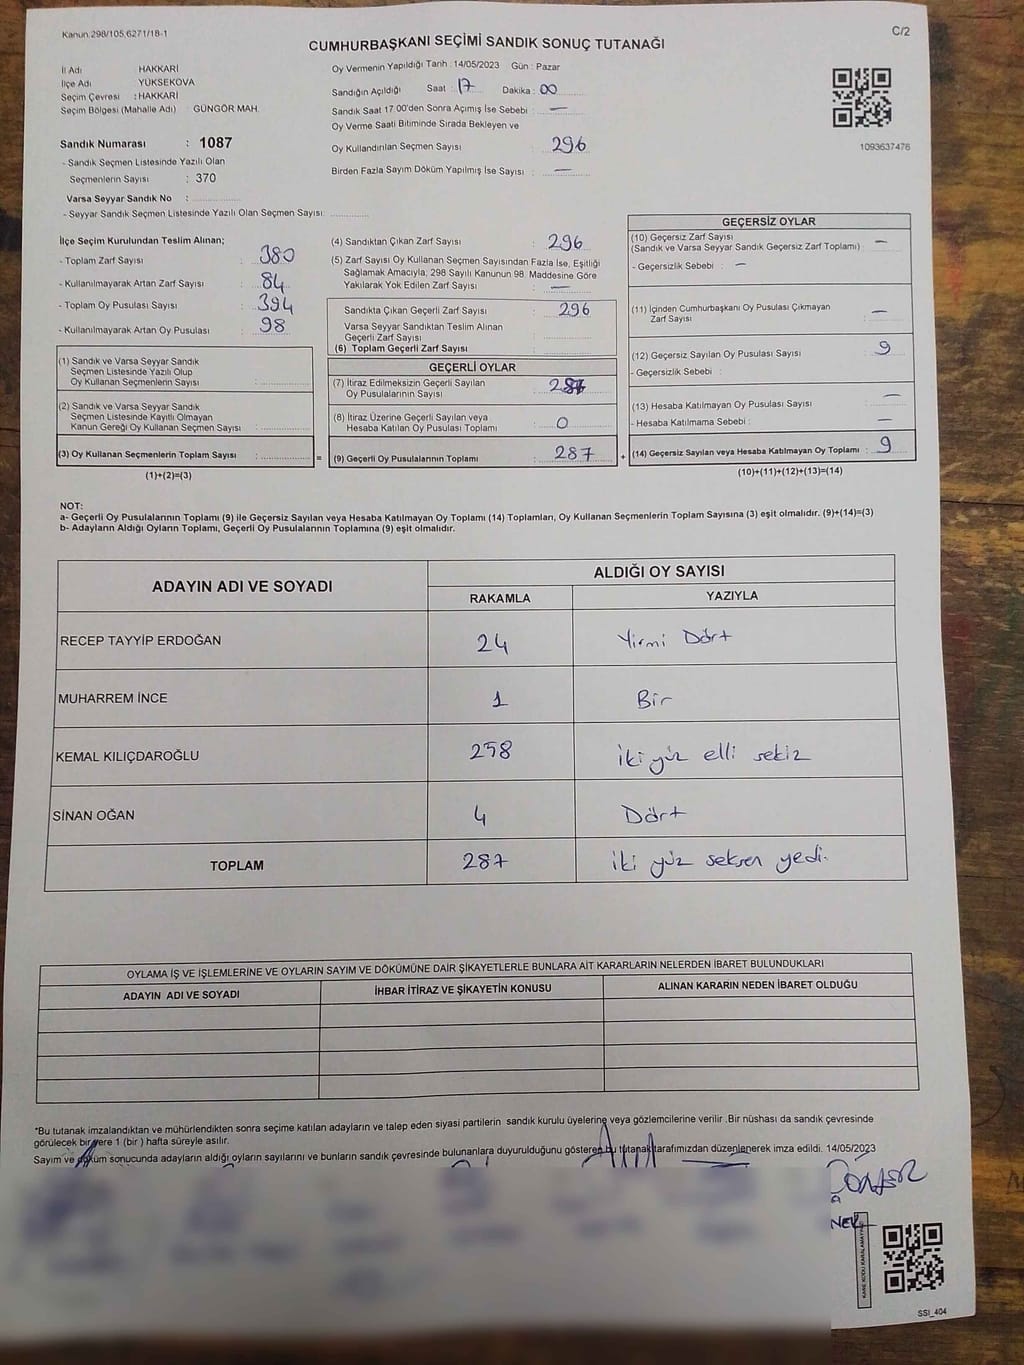 Kanun.298/105,6271/18-1
C/2
CUMHURBAŞKANI SEÇİMİ SANDIK SONUÇ TUTANAĞI
İl Adı HAKKARİ
İlçe Adı YÜKSEKOVA
Seçim Çevresi : HAKKARİ
Seçim Bölgesi (Mahalle Adı) GÜNGÖR MAH.
Sandık Numarası : 1087
- Sandık Seçmen Listesinde Yazılı Olan
Seçmenlerin Sayısı : 370
Varsa Seyyar Sandık No :
- Seyyar Sandık Seçmen Listesinde Yazılı Olan Seçmen Sayısı:
Oy Vermenin Yapıldığı Tarih : 14/05/2023 Gün : Pazar
Sandığın Açıldığı Saat : 17 Dakika : 00
Sandık Saat 17.00'den Sonra Açımış İse Sebebi : —
Oy Verme Saati Bitiminde Sırada Bekleyen ve
Oy Kullandırılan Seçmen Sayısı 296
Birden Fazla Sayım Döküm Yapılmış İse Sayısı : —
1093637476
İlçe Seçim Kurulundan Teslim Alınan;
- Toplam Zarf Sayısı : 380
- Kullanılmayarak Artan Zarf Sayısı : 84
- Toplam Oy Pusulası Sayısı : 394
- Kullanılmayarak Artan Oy Pusulası : 98
(1) Sandık ve Varsa Seyyar Sandık
Seçmen Listesinde Yazılı Olup
Oy Kullanan Seçmenlerin Sayısı :
(2) Sandık ve Varsa Seyyar Sandık
Seçmen Listesinde Kayıtlı Olmayan
Kanun Gereği Oy Kullanan Seçmen Sayısı :
(3) Oy Kullanan Seçmenlerin Toplam Sayısı : =
(1)+(2)=(3)
(4) Sandıktan Çıkan Zarf Sayısı : 296
(5) Zarf Sayısı Oy Kullanan Seçmen Sayısından Fazla İse, Eşitliği
Sağlamak Amacıyla; 298 Sayılı Kanunun 98. Maddesine Göre
Yakılarak Yok Edilen Zarf Sayısı : —
Sandıkta Çıkan Geçerli Zarf Sayısı : 296
Varsa Seyyar Sandıktan Teslim Alınan
Geçerli Zarf Sayısı :
(6) Toplam Geçerli Zarf Sayısı :
GEÇERLİ OYLAR
(7) İtiraz Edilmeksizin Geçerli Sayılan
Oy Pusulalarının Sayısı : 287
(8) İtiraz Üzerine Geçerli Sayılan veya
Hesaba Katılan Oy Pusulası Toplamı : 0
(9) Geçerli Oy Pusulalarının Toplamı : 287 +
GEÇERSİZ OYLAR
(10) Geçersiz Zarf Sayısı
(Sandık ve Varsa Seyyar Sandık Geçersiz Zarf Toplamı) : —
- Geçersizlik Sebebi : —
(11) İçinden Cumhurbaşkanı Oy Pusulası Çıkmayan
Zarf Sayısı : —
(12) Geçersiz Sayılan Oy Pusulası Sayısı : 9
- Geçersizlik Sebebi :
(13) Hesaba Katılmayan Oy Pusulası Sayısı : —
- Hesaba Katılmama Sebebi : —
(14) Geçersiz Sayılan veya Hesaba Katılmayan Oy Toplamı : 9
(10)+(11)+(12)+(13)=(14)
NOT:
a- Geçerli Oy Pusulalarının Toplamı (9) ile Geçersiz Sayılan veya Hesaba Katılmayan Oy Toplamı (14) Toplamları, Oy Kullanan Seçmenlerin Toplam Sayısına (3) eşit olmalıdır. (9)+(14)=(3)
b- Adayların Aldığı Oyların Toplamı, Geçerli Oy Pusulalarının Toplamına (9) eşit olmalıdır.
ADAYIN ADI VE SOYADI ALDIĞI OY SAYISI
RAKAMLA YAZIYLA
RECEP TAYYİP ERDOĞAN 24 Yirmi Dört
MUHARREM İNCE 1 Bir
KEMAL KILIÇDAROĞLU 258 iki yüz elli sekiz
SİNAN OĞAN 4 Dört
TOPLAM 287 iki yüz seksen yedi.
OYLAMA İŞ VE İŞLEMLERİNE VE OYLARIN SAYIM VE DÖKÜMÜNE DAİR ŞİKAYETLERLE BUNLARA AİT KARARLARIN NELERDEN İBARET BULUNDUKLARI
ADAYIN ADI VE SOYADI İHBAR İTİRAZ VE ŞİKAYETİN KONUSU ALINAN KARARIN NEDEN İBARET OLDUĞU
*Bu tutanak imzalandıktan ve mühürlendikten sonra seçime katılan adayların ve talep eden siyasi partilerin sandık kurulu üyelerine veya gözlemcilerine verilir .Bir nüshası da sandık çevresinde
görülecek bir yere 1 (bir ) hafta süreyle asılır.
Sayım ve döküm sonucunda adayların aldığı oyların sayılarını ve bunların sandık çevresinde bulunanlara duyurulduğunu gösteren bu tutanak tarafımızdan düzenlenerek imza edildi. 14/05/2023
SSI_404